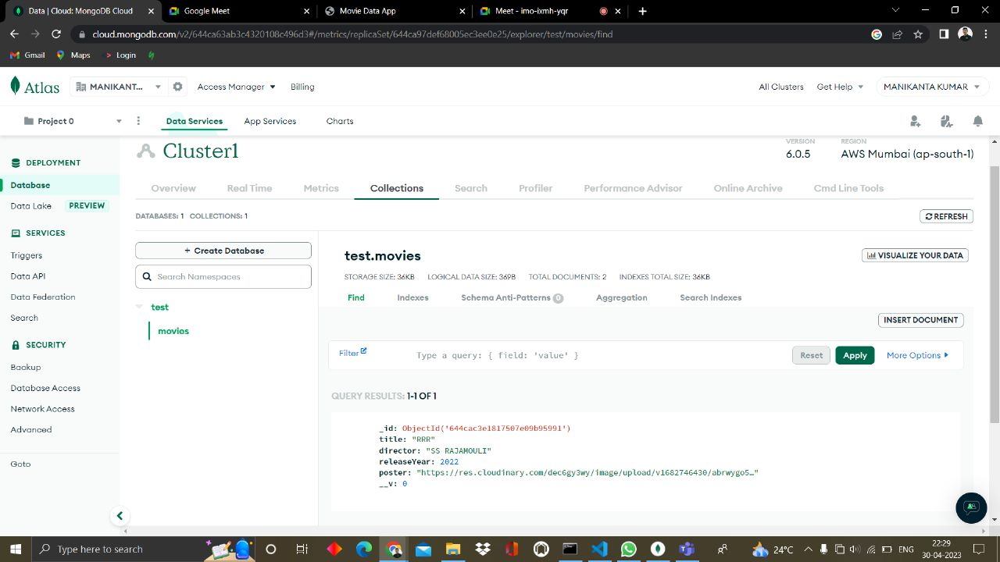 Data | Cloud: MongoDB Cloud
Google Meet
Movie Data App
Meet - imo-ixmh-yqr
cloud.mongodb.com/v2/644ca63ab3c4320108c496d3#/metrics/replicaSet/644ca97def68005ec3ee0e25/explorer/test/movies/find
Gmail
Maps
Login
Atlas
MANIKANT...
Access Manager
Billing
All Clusters
Get Help
MANIKANTA KUMAR
Project 0
Data Services
App Services
Charts
DEPLOYMENT
Database
Data Lake
PREVIEW
SERVICES
Triggers
Data API
Data Federation
Search
SECURITY
Backup
Database Access
Network Access
Advanced
Goto
Cluster1
VERSION
6.0.5
REGION
AWS Mumbai (ap-south-1)
Overview
Real Time
Metrics
Collections
Search
Profiler
Performance Advisor
Online Archive
Cmd Line Tools
DATABASES: 1 COLLECTIONS: 1
REFRESH
+ Create Database
Search Namespaces
test
movies
test.movies
VISUALIZE YOUR DATA
STORAGE SIZE: 36KB
LOGICAL DATA SIZE: 369B
TOTAL DOCUMENTS: 2
INDEXES TOTAL SIZE: 36KB
Find
Indexes
Schema Anti-Patterns 0
Aggregation
Search Indexes
INSERT DOCUMENT
Filter
Type a query: { field: 'value' }
Reset
Apply
More Options
QUERY RESULTS: 1-1 OF 1
_id: ObjectId('644cac3e1817507e09b95991')
title: "RRR"
director: "SS RAJAMOULI"
releaseYear: 2022
poster: "https://res.cloudinary.com/dec6gy3wy/image/upload/v1682746430/abrwygo5…"
__v: 0
Type here to search
24°C
ENG
22:29
30-04-2023